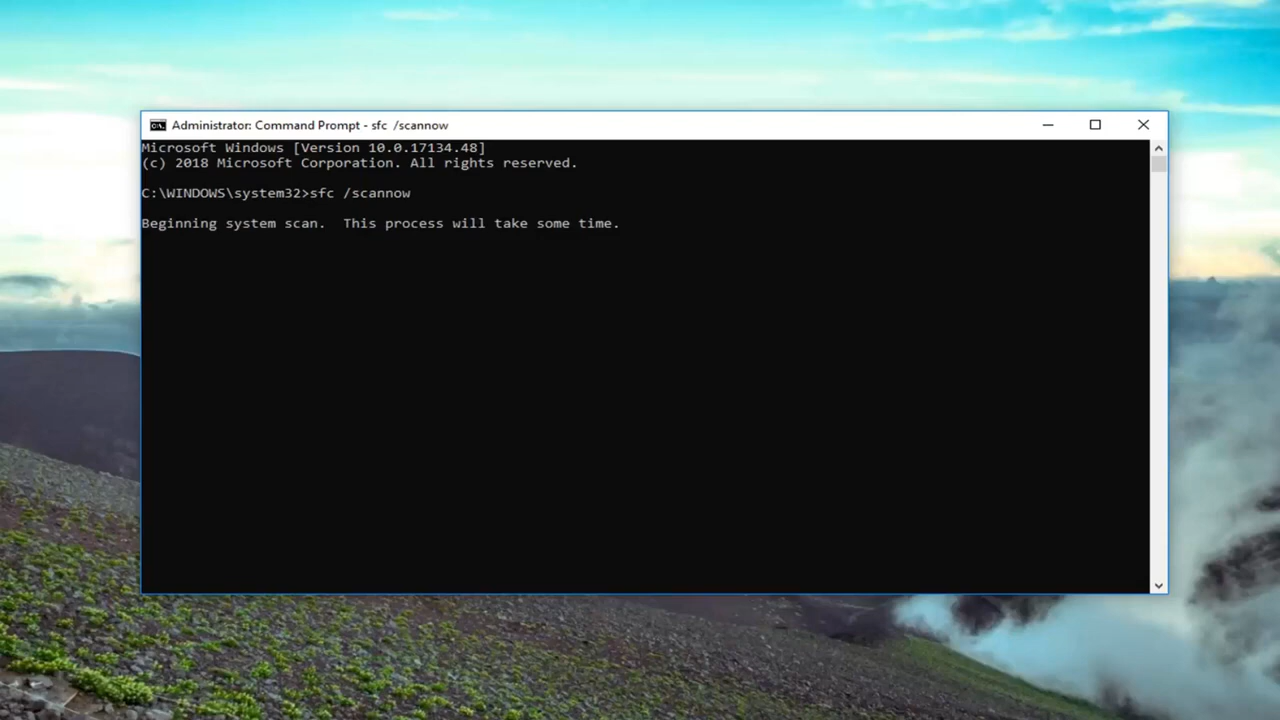 Administrator: Command Prompt - sfc  /scannow
Microsoft Windows [Version 10.0.17134.48]
(c) 2018 Microsoft Corporation. All rights reserved.
C:\WINDOWS\system32>sfc /scannow
Beginning system scan.  This process will take some time.